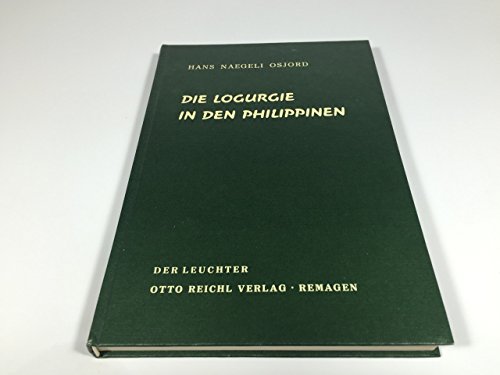 HANS NAEGELI OSJORD
DIE LOGURGIE
IN DEN PHILIPPINEN
DER LEUCHTER
OTTO REICHL VERLAG · REMAGEN